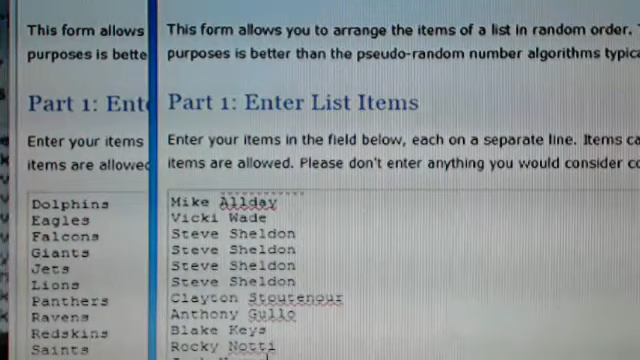 This form allows
purposes is bette
Part 1: Ente
Enter your items
items are allowed
Dolphins
Eagles
Falcons
Giants
Jets
Lions
Panthers
Ravens
Redskins
Saints
This form allows you to arrange the items of a list in random order.
purposes is better than the pseudo-random number algorithms typica
Part 1: Enter List Items
Enter your items in the field below, each on a separate line. Items ca
items are allowed. Please don't enter anything you would consider co
Mike Allday
Vicki Wade
Steve Sheldon
Steve Sheldon
Steve Sheldon
Steve Sheldon
Clayton Stoutenour
Anthony Gullo
Blake Keys
Rocky Notti